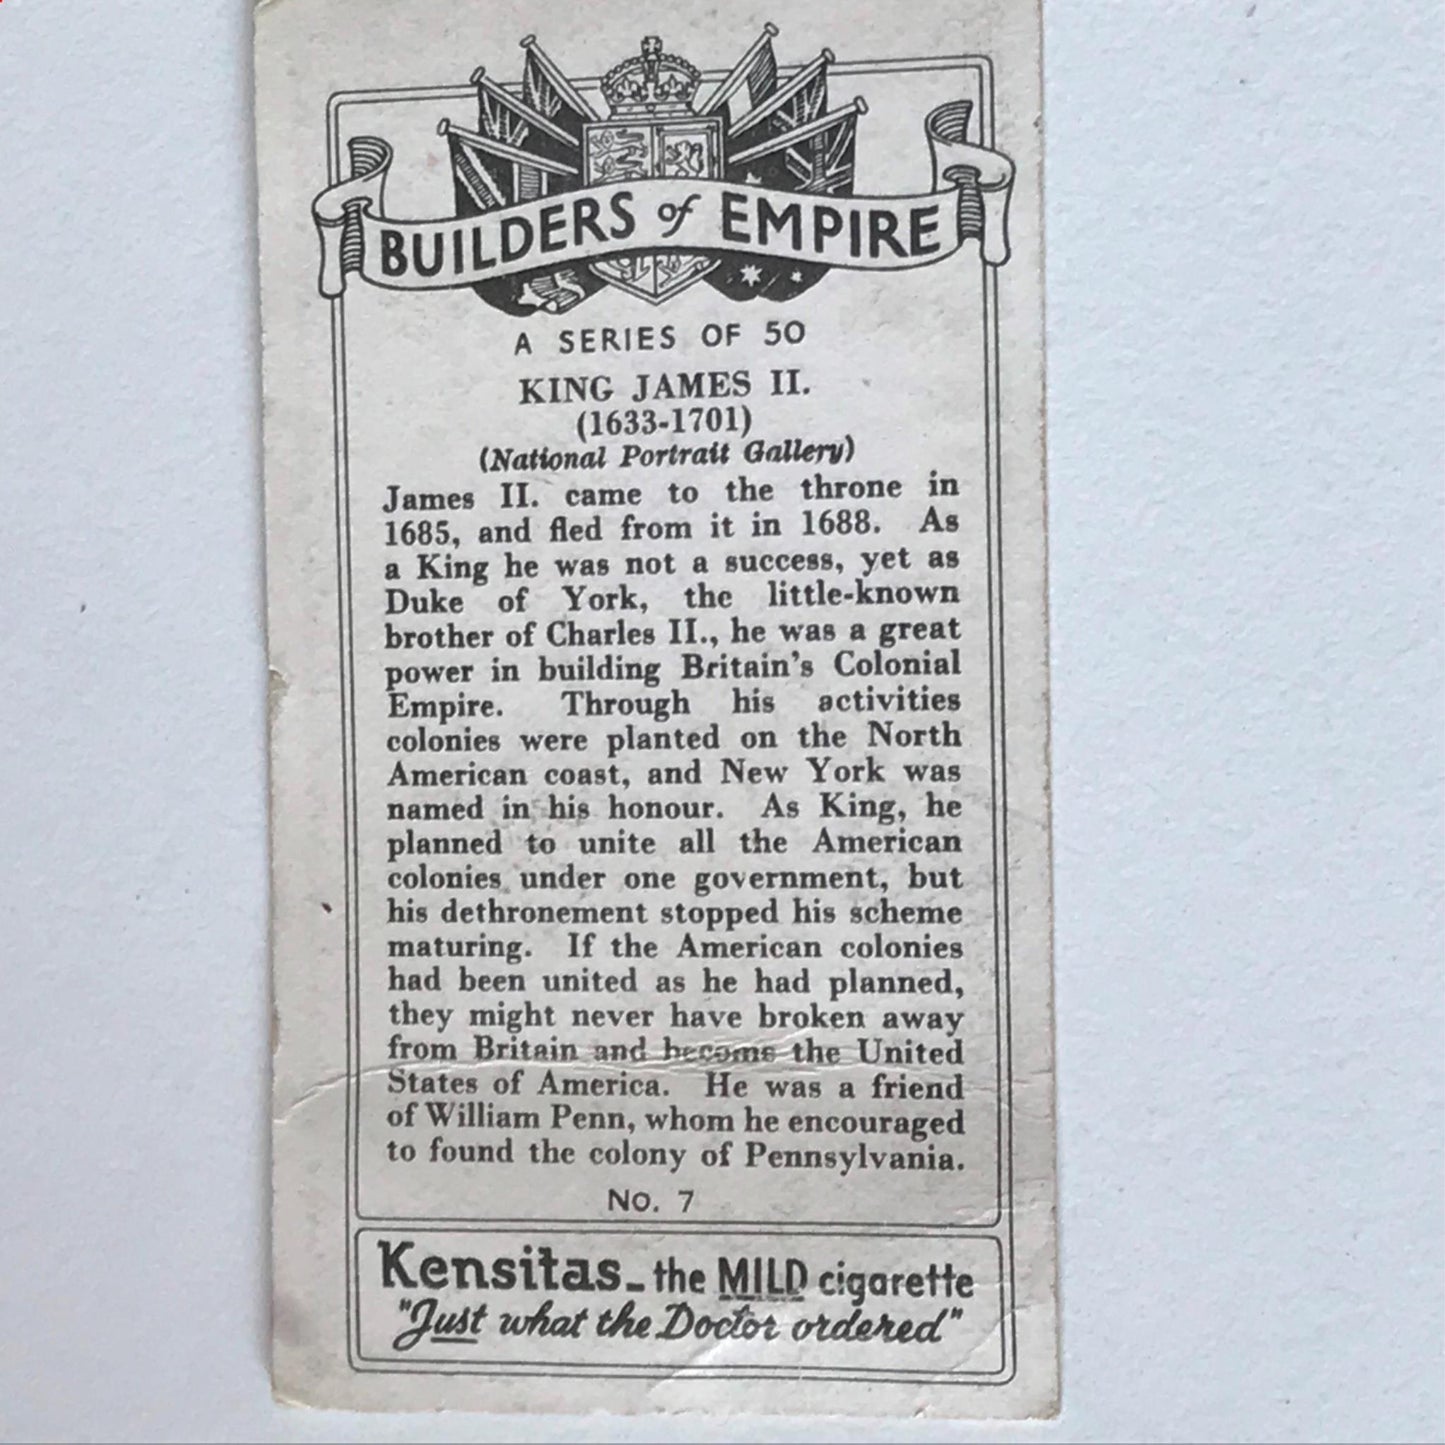 BUILDERS of EMPIRE
A SERIES OF 50
KING JAMES II.
(1633-1701)
(National Portrait Gallery)
James II. came to the throne in
1685, and fled from it in 1688. As
a King he was not a success, yet as
Duke of York, the little-known
brother of Charles II., he was a great
power in building Britain's Colonial
Empire. Through his activities
colonies were planted on the North
American coast, and New York was
named in his honour. As King, he
planned to unite all the American
colonies under one government, but
his dethronement stopped his scheme
maturing. If the American colonies
had been united as he had planned,
they might never have broken away
from Britain and become the United
States of America. He was a friend
of William Penn, whom he encouraged
to found the colony of Pennsylvania.
No. 7
Kensitas - the MILD cigarette
"Just what the Doctor ordered"